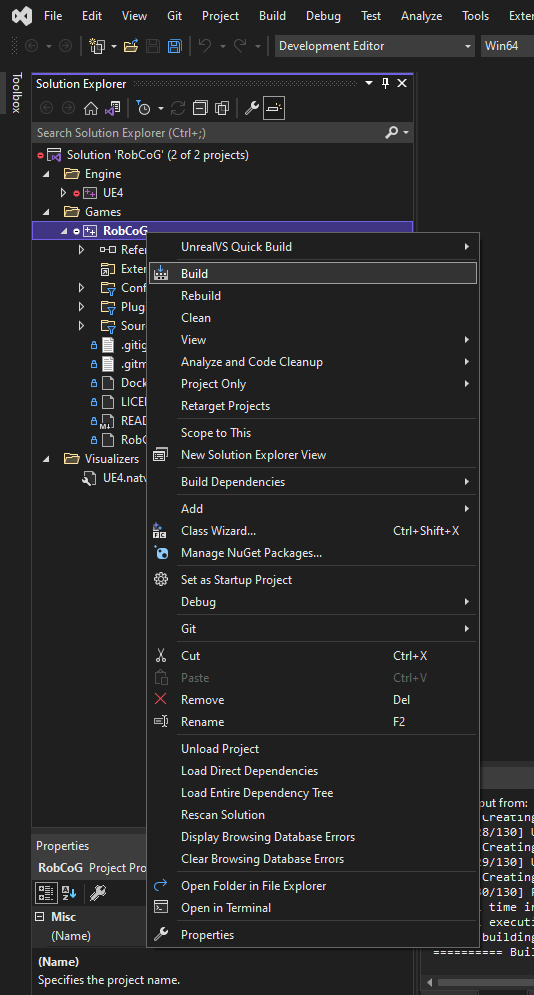 File Edit View Git Project Build Debug Test Analyze Tools Exter
Development Editor Win64
Toolbox
Solution Explorer
Search Solution Explorer (Ctrl+;)
Solution 'RobCoG' (2 of 2 projects)
Engine
UE4
Games
RobCoG
Refer
Exter
Conf
Plug
Sour
.gitig
.gitm
Dock
LICE
READ
RobC
Visualizers
UE4.natv
UnrealVS Quick Build
Build
Rebuild
Clean
View
Analyze and Code Cleanup
Project Only
Retarget Projects
Scope to This
New Solution Explorer View
Build Dependencies
Add
Class Wizard... Ctrl+Shift+X
Manage NuGet Packages...
Set as Startup Project
Debug
Git
Cut Ctrl+X
Paste Ctrl+V
Remove Del
Rename F2
Unload Project
Load Direct Dependencies
Load Entire Dependency Tree
Rescan Solution
Display Browsing Database Errors
Clear Browsing Database Errors
Open Folder in File Explorer
Open in Terminal
Properties
Properties
RobCoG Project Pro
Misc
(Name)
(Name)
Specifies the project name.
put from:
Creating
28/130] U
Creating
29/130] U
Creating
30/130] P
time in
executi
building
========== Buil